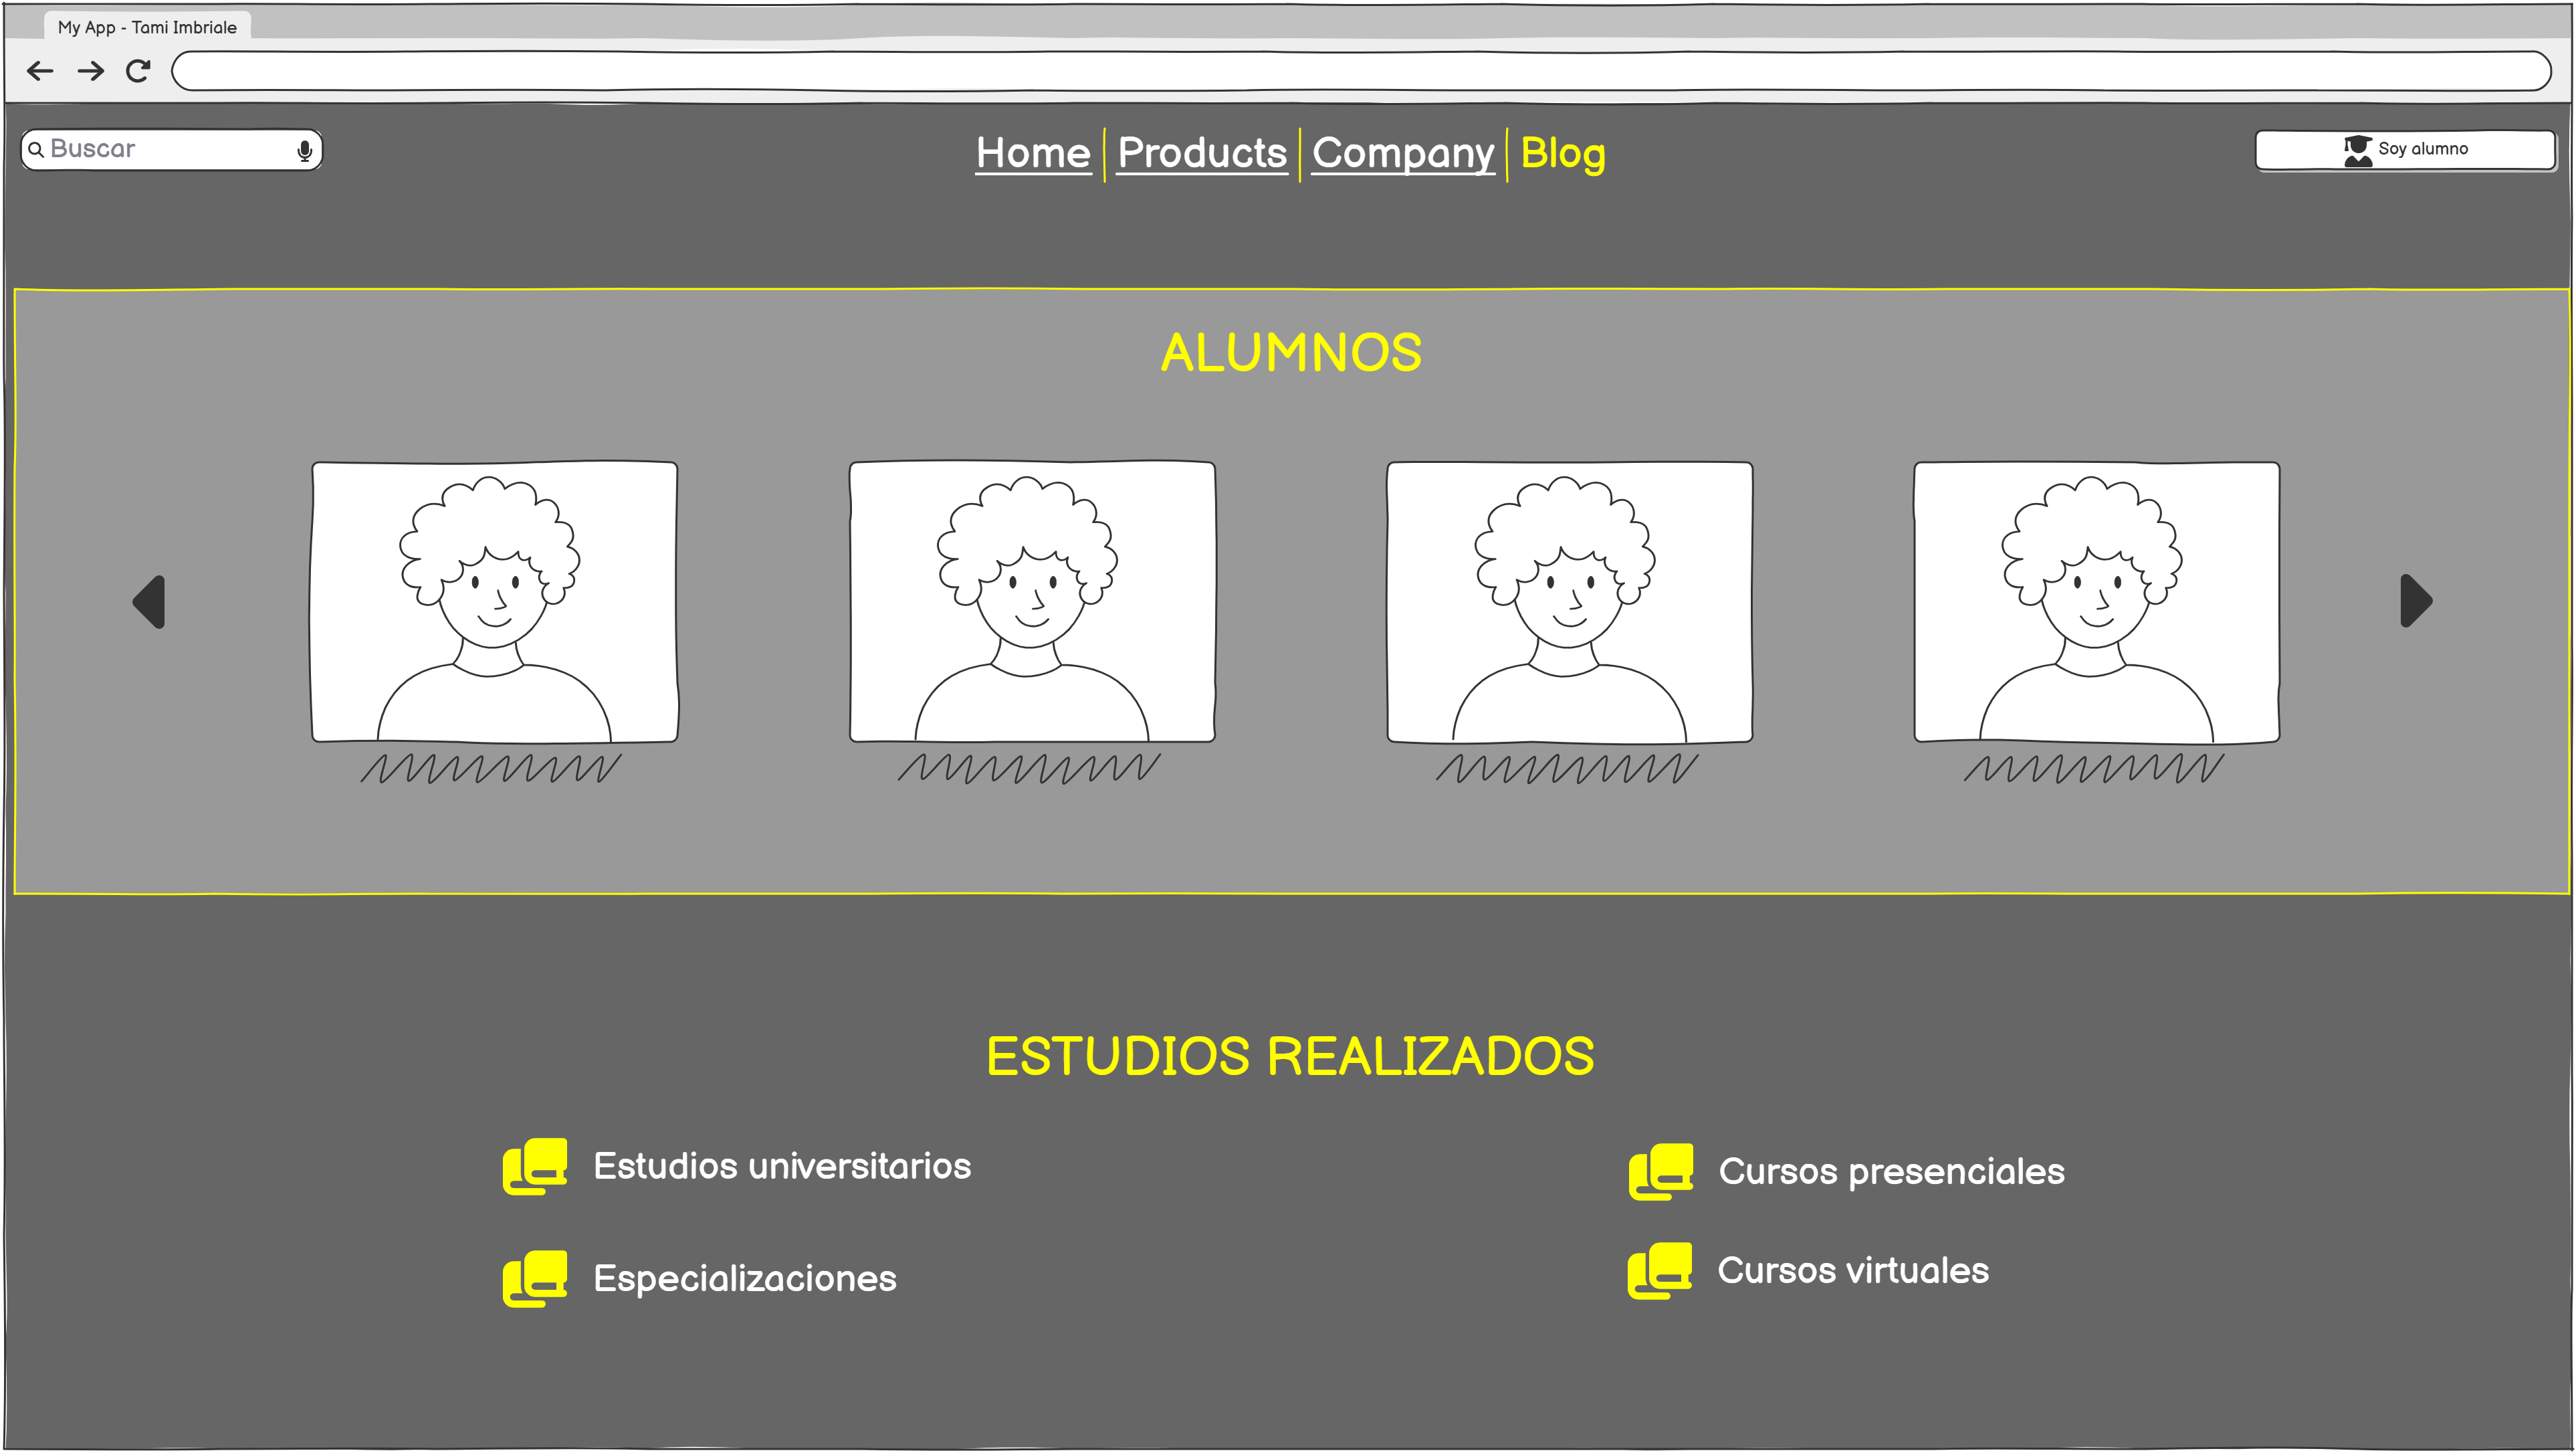 My App - Tami Imbriale
Buscar
Home Products Company Blog
Soy alumno
ALUMNOS
ESTUDIOS REALIZADOS
Estudios universitarios
Cursos presenciales
Especializaciones
Cursos virtuales